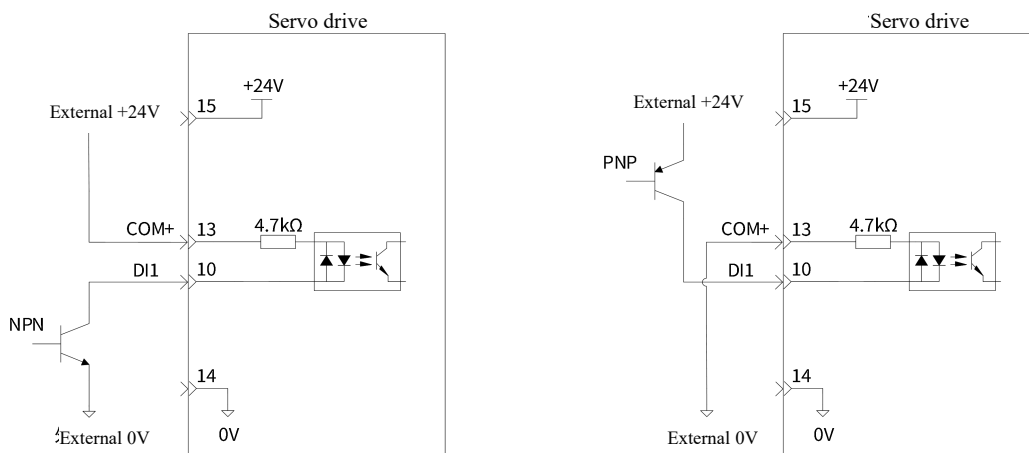 Servo drive
+24V
15
External +24V
COM+
13
4.7kΩ
DI1
10
NPN
14
External 0V
0V
Servo drive
+24V
15
External +24V
PNP
COM+
13
4.7kΩ
DI1
10
14
External 0V
0V